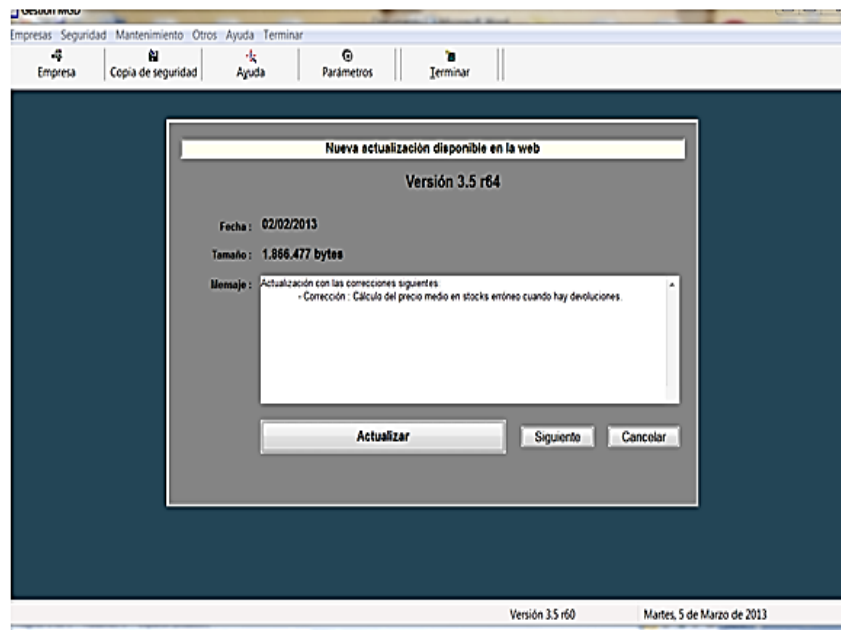 Gestión MGD
Empresas Seguridad Mantenimiento Otros Ayuda Terminar
Empresa Copia de seguridad Ayuda Parámetros Terminar
Nueva actualización disponible en la web
Versión 3.5 r64
Fecha : 02/02/2013
Tamaño : 1.866.477 bytes
Mensaje : Actualización con las correcciones siguientes
- Corrección : Cálculo del precio medio en stocks erróneo cuando hay devoluciones.
Actualizar Siguiente Cancelar
Versión 3.5 r60 Martes, 5 de Marzo de 2013